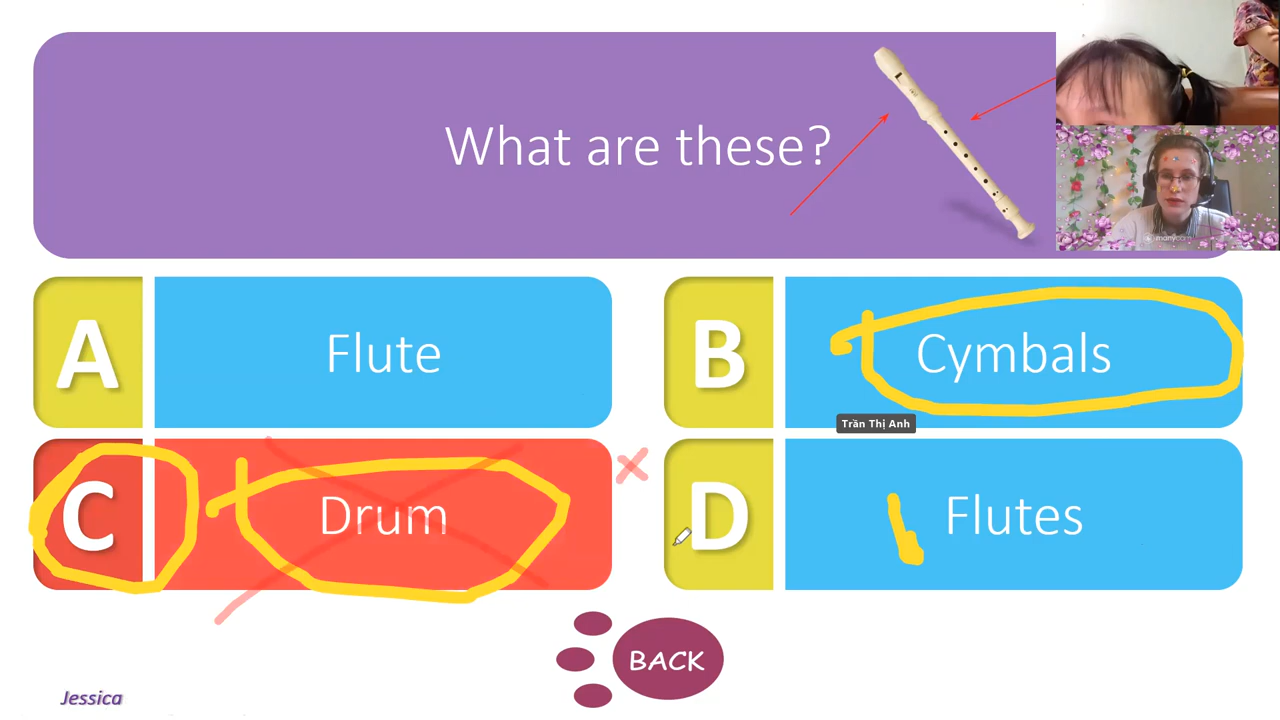 What are these?
A
Flute
B
Cymbals
Trần Thị Anh
C
Drum
D
Flutes
BACK
Jessica